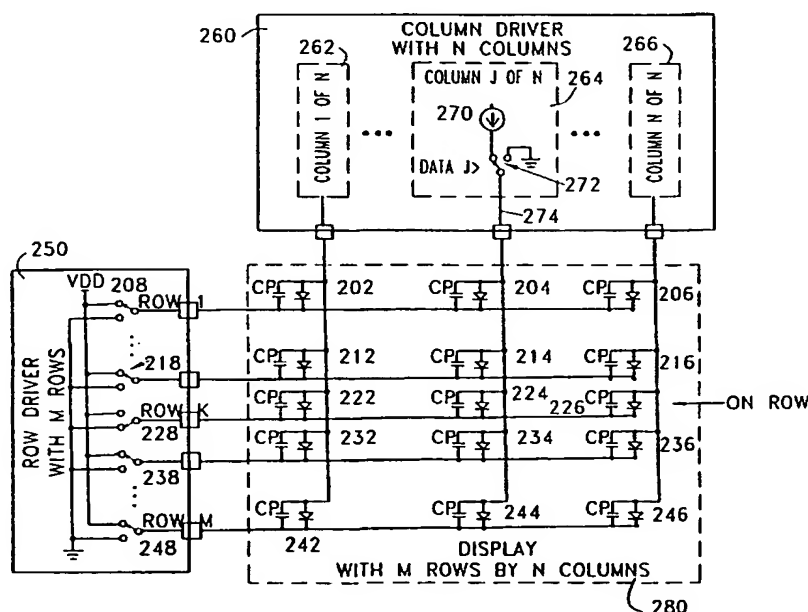 260
COLUMN DRIVER
WITH N COLUMNS
262
266
COLUMN 1 OF N
COLUMN J OF N
264
COLUMN N OF N
270
DATA J>
272
274
250
VDD
208
ROW 1
CP
202
CP
204
CP
206
218
CP
212
CP
214
CP
216
ROW DRIVER
WITH M ROWS
ROW K
228
CP
222
CP
224
226
CP
ON ROW
238
CP
232
CP
234
CP
236
ROW M
248
CP
242
CP
244
CP
246
DISPLAY
WITH M ROWS BY N COLUMNS
280